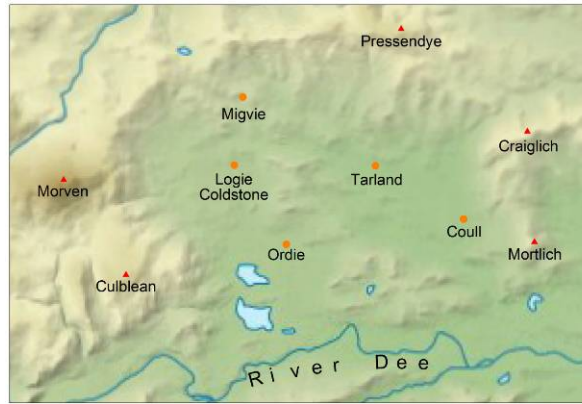 Pressendye
Migvie
Craiglich
Morven
Logie
Coldstone
Tarland
Coull
Ordie
Mortlich
Culblean
River Dee